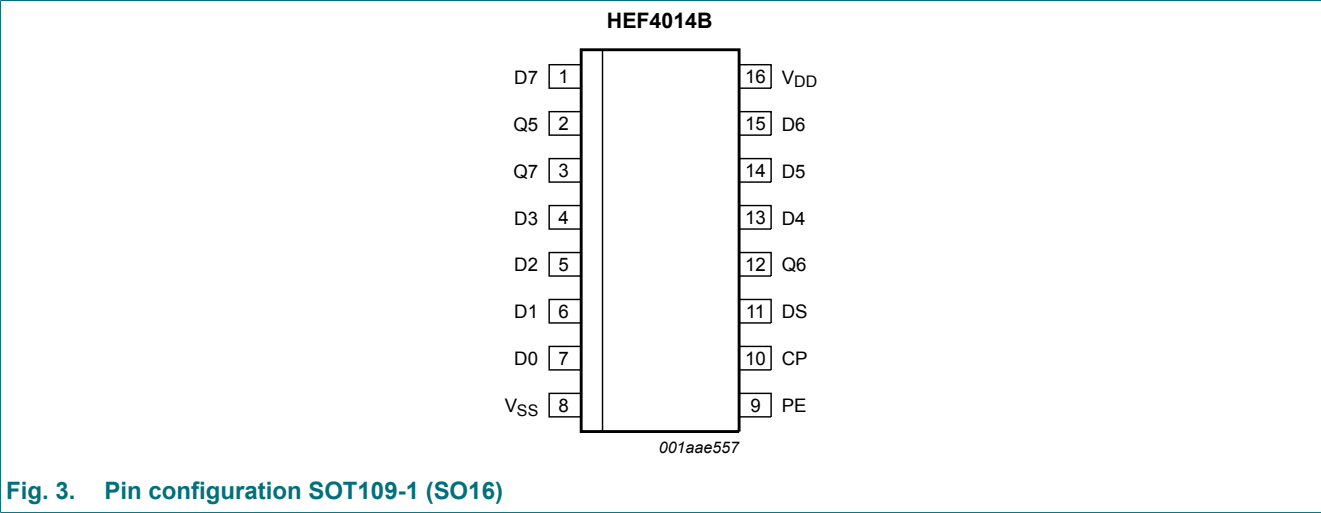 HEF4014B
D7 1 16 VDD
Q5 2 15 D6
Q7 3 14 D5
D3 4 13 D4
D2 5 12 Q6
D1 6 11 DS
D0 7 10 CP
VSS 8 9 PE
001aae557
Fig. 3. Pin configuration SOT109-1 (SO16)